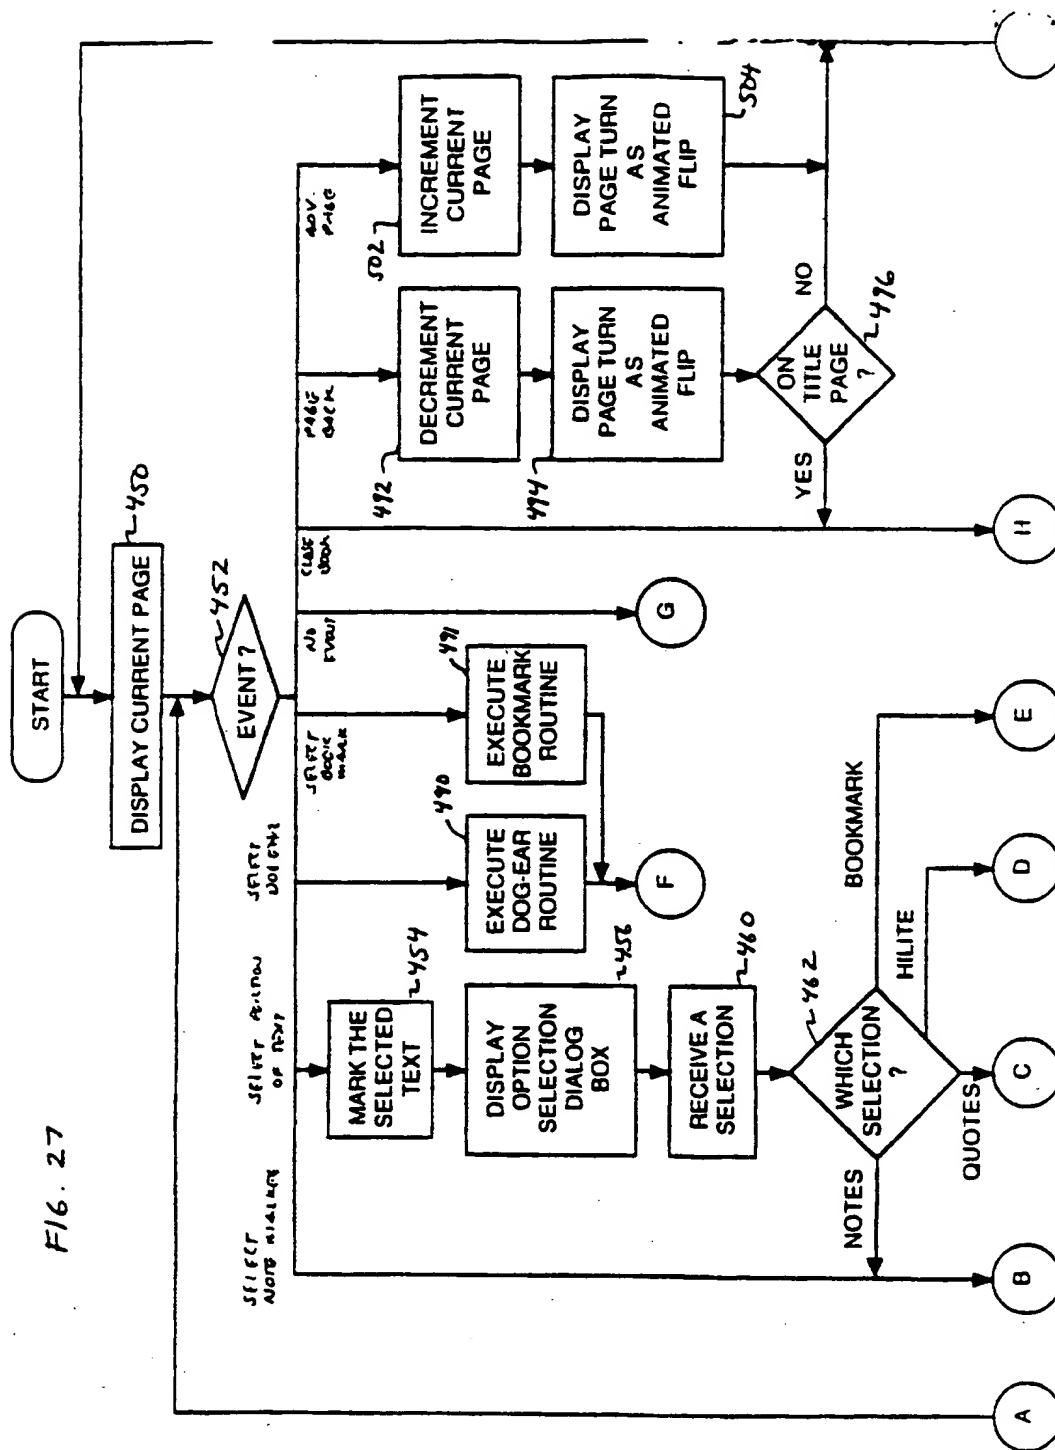 FIG. 27
START
DISPLAY CURRENT PAGE
450
EVENT?
452
SELECT
NOTE
SELECT PORTION
OF TEXT
SELECT
DOG EAR
SELECT
BOOK
MARK
NO
EVENT
CLOSE
BOOK
PAGE
BACK
ADV.
PAGE
MARK THE
SELECTED
TEXT
454
DISPLAY
OPTION
SELECTION
DIALOG
BOX
456
RECEIVE A
SELECTION
460
WHICH
SELECTION
?
462
NOTES
QUOTES
HILITE
BOOKMARK
490
EXECUTE
DOG-EAR
ROUTINE
491
EXECUTE
BOOKMARK
ROUTINE
492
DECREMENT
CURRENT
PAGE
494
DISPLAY
PAGE TURN
AS
ANIMATED
FLIP
ON
TITLE
PAGE
?
496
YES
NO
502
INCREMENT
CURRENT
PAGE
DISPLAY
PAGE TURN
AS
ANIMATED
FLIP
504
F
G
A
B
C
D
E
H